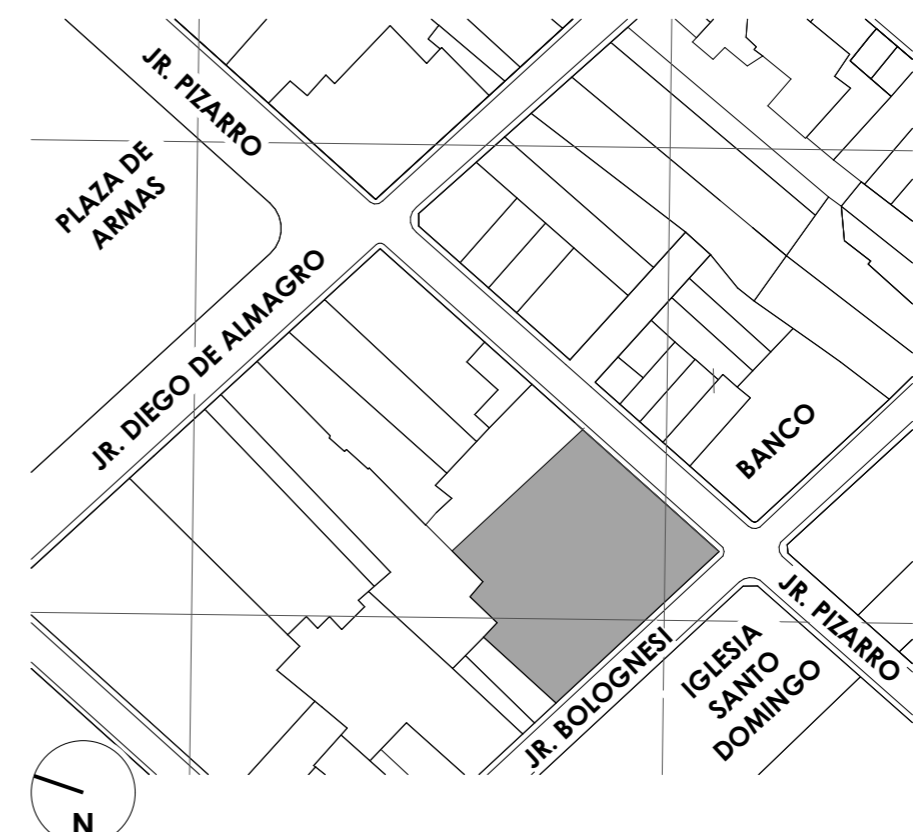 JR. PIZARRO
PLAZA DE
ARMAS
JR. DIEGO DE ALMAGRO
BANCO
JR. PIZARRO
IGLESIA
SANTO
DOMINGO
JR. BOLOGNESI
N